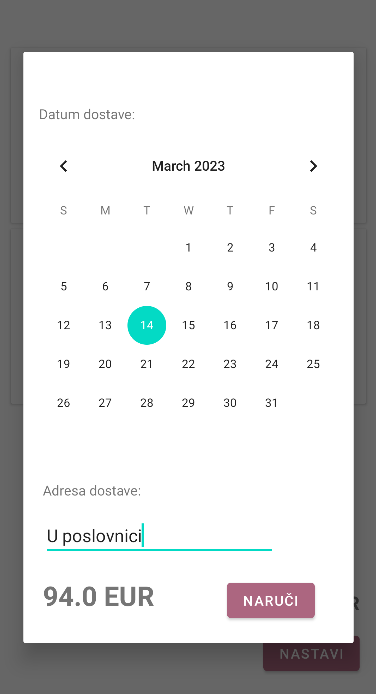 Datum dostave:
March 2023
S M T W T F S
1 2 3 4
5 6 7 8 9 10 11
12 13 14 15 16 17 18
19 20 21 22 23 24 25
26 27 28 29 30 31
Adresa dostave:
U poslovnici
94.0 EUR NARUČI
R
NASTAVI